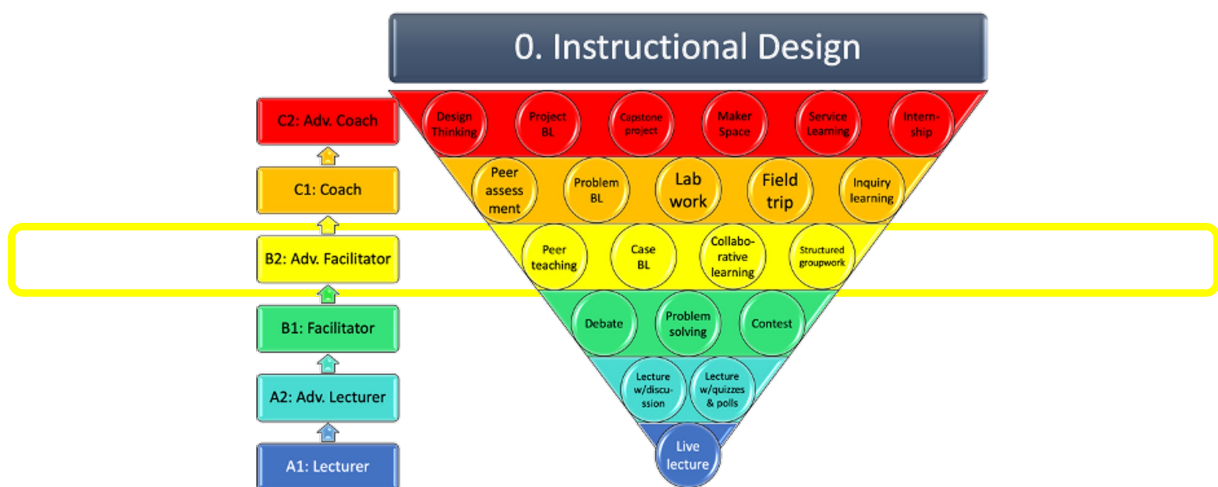 0. Instructional Design
C2: Adv. Coach
Design
Thinking
Project
BL
Capstone
project
Maker
Space
Service
Learning
Intern-
ship
C1: Coach
Peer
assess
ment
Problem
BL
Lab
work
Field
trip
Inquiry
learning
B2: Adv. Facilitator
Peer
teaching
Case
BL
Collabo-
rative
learning
Structured
groupwork
B1: Facilitator
Debate
Problem
solving
Contest
A2: Adv. Lecturer
Lecture
w/discu-
ssion
Lecture
w/quizzes
& polls
A1: Lecturer
Live
lecture